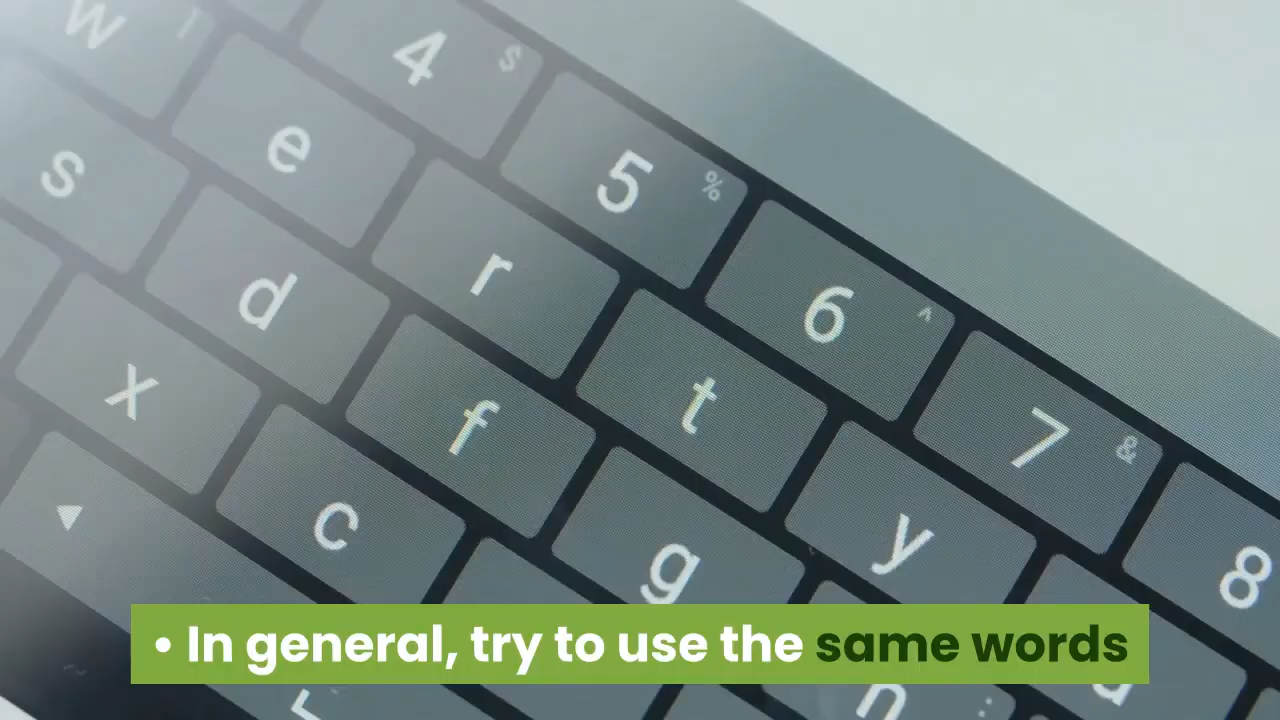 w
4 $
e
5 %
s
r
6 ^
d
t
7 &
x
f
y
8
c
g
n
u
• In general, try to use the same words